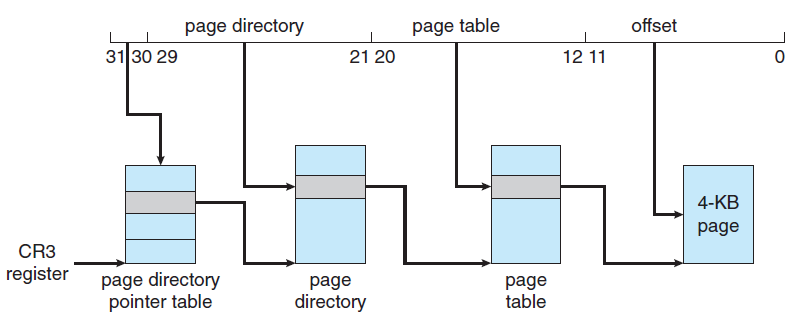 page directory page table offset
31 30 29 21 20 12 11 0
4-KB
page
CR3
register
page directory
pointer table
page
directory
page
table